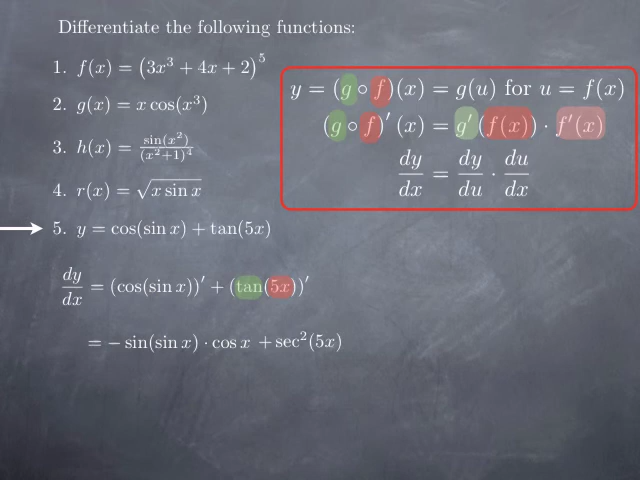 Differentiate the following functions:
1. f(x) = (3x³ + 4x + 2)⁵
2. g(x) = x cos(x³)
3. h(x) = sin(x²)/(x²+1)⁴
4. r(x) = √(x sin x)
5. y = cos(sin x) + tan(5x)
dy/dx = (cos(sin x))′ + (tan(5x))′
= − sin(sin x) · cos x + sec²(5x)
y = (g ∘ f)(x) = g(u) for u = f(x)
(g ∘ f)′ (x) = g′(f(x)) · f′(x)
dy/dx = dy/du · du/dx